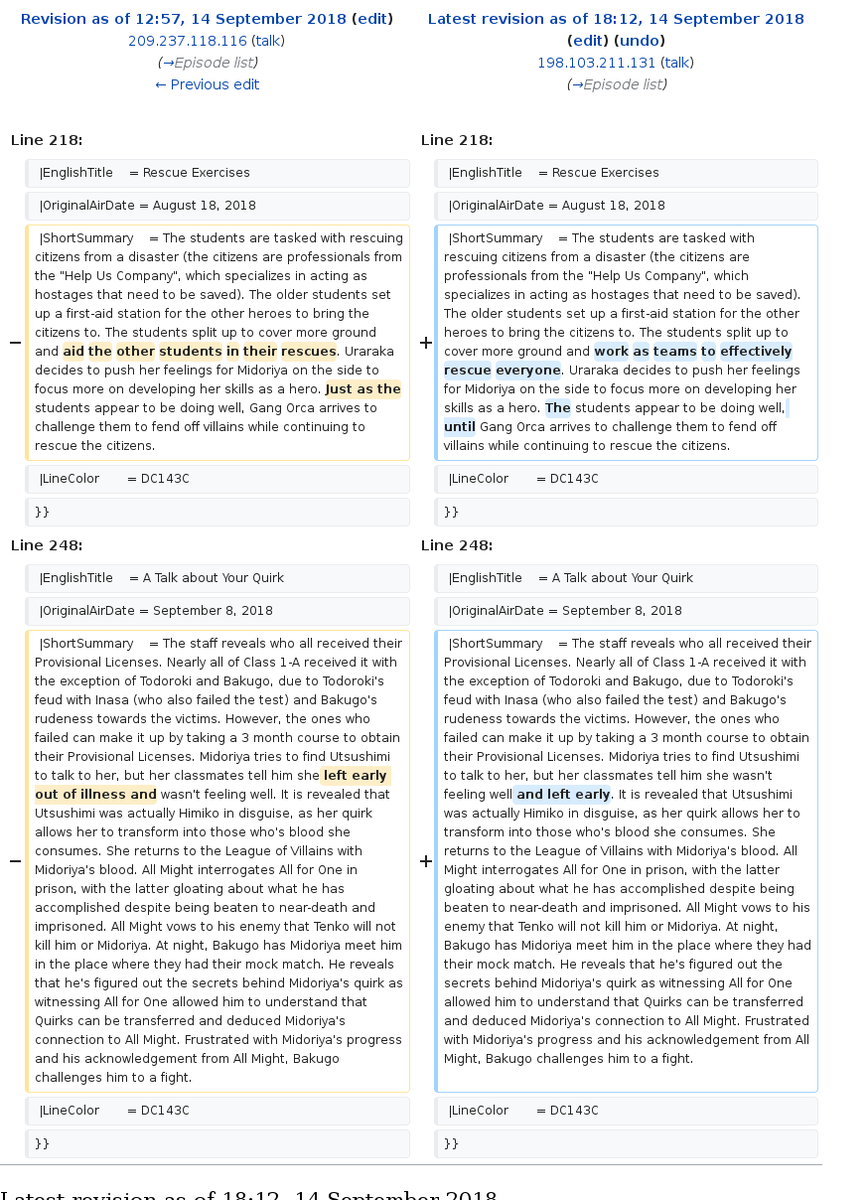 Revision as of 12:57, 14 September 2018 (edit)
209.237.118.116 (talk)
(→Episode list)
← Previous edit
Latest revision as of 18:12, 14 September 2018
(edit) (undo)
198.103.211.131 (talk)
(→Episode list)
Line 218:
Line 218:
|EnglishTitle = Rescue Exercises
|EnglishTitle = Rescue Exercises
|OriginalAirDate = August 18, 2018
|OriginalAirDate = August 18, 2018
−
|ShortSummary = The students are tasked with rescuing
citizens from a disaster (the citizens are professionals from
the "Help Us Company", which specializes in acting as
hostages that need to be saved). The older students set
up a first-aid station for the other heroes to bring the
citizens to. The students split up to cover more ground
and aid the other students in their rescues. Uraraka
decides to push her feelings for Midoriya on the side to
focus more on developing her skills as a hero. Just as the
students appear to be doing well, Gang Orca arrives to
challenge them to fend off villains while continuing to
rescue the citizens.
+
|ShortSummary = The students are tasked with
rescuing citizens from a disaster (the citizens are
professionals from the "Help Us Company", which
specializes in acting as hostages that need to be saved).
The older students set up a first-aid station for the other
heroes to bring the citizens to. The students split up to
cover more ground and work as teams to effectively
rescue everyone. Uraraka decides to push her feelings
for Midoriya on the side to focus more on developing her
skills as a hero. The students appear to be doing well,
until Gang Orca arrives to challenge them to fend off
villains while continuing to rescue the citizens.
|LineColor = DC143C
|LineColor = DC143C
}}
}}
Line 248:
Line 248:
|EnglishTitle = A Talk about Your Quirk
|EnglishTitle = A Talk about Your Quirk
|OriginalAirDate = September 8, 2018
|OriginalAirDate = September 8, 2018
−
|ShortSummary = The staff reveals who all received their
Provisional Licenses. Nearly all of Class 1-A received it with
the exception of Todoroki and Bakugo, due to Todoroki's
feud with Inasa (who also failed the test) and Bakugo's
rudeness towards the victims. However, the ones who
failed can make it up by taking a 3 month course to obtain
their Provisional Licenses. Midoriya tries to find Utsushimi
to talk to her, but her classmates tell him she left early
out of illness and wasn't feeling well. It is revealed that
Utsushimi was actually Himiko in disguise, as her quirk
allows her to transform into those who's blood she
consumes. She returns to the League of Villains with
Midoriya's blood. All Might interrogates All for One in
prison, with the latter gloating about what he has
accomplished despite being beaten to near-death and
imprisoned. All Might vows to his enemy that Tenko will not
kill him or Midoriya. At night, Bakugo has Midoriya meet him
in the place where they had their mock match. He reveals
that he's figured out the secrets behind Midoriya's quirk as
witnessing All for One allowed him to understand that
Quirks can be transferred and deduced Midoriya's
connection to All Might. Frustrated with Midoriya's progress
and his acknowledgement from All Might, Bakugo
challenges him to a fight.
+
|ShortSummary = The staff reveals who all received their
Provisional Licenses. Nearly all of Class 1-A received it with
the exception of Todoroki and Bakugo, due to Todoroki's
feud with Inasa (who also failed the test) and Bakugo's
rudeness towards the victims. However, the ones who
failed can make it up by taking a 3 month course to obtain
their Provisional Licenses. Midoriya tries to find Utsushimi
to talk to her, but her classmates tell him she wasn't
feeling well and left early. It is revealed that Utsushimi
was actually Himiko in disguise, as her quirk allows her to
transform into those who's blood she consumes. She
returns to the League of Villains with Midoriya's blood. All
Might interrogates All for One in prison, with the latter
gloating about what he has accomplished despite being
beaten to near-death and imprisoned. All Might vows to his
enemy that Tenko will not kill him or Midoriya. At night,
Bakugo has Midoriya meet him in the place where they had
their mock match. He reveals that he's figured out the
secrets behind Midoriya's quirk as witnessing All for One
allowed him to understand that Quirks can be transferred
and deduced Midoriya's connection to All Might. Frustrated
with Midoriya's progress and his acknowledgement from All
Might, Bakugo challenges him to a fight.
|LineColor = DC143C
|LineColor = DC143C
}}
}}
Latest revision as of 18:12, 14 September 2018